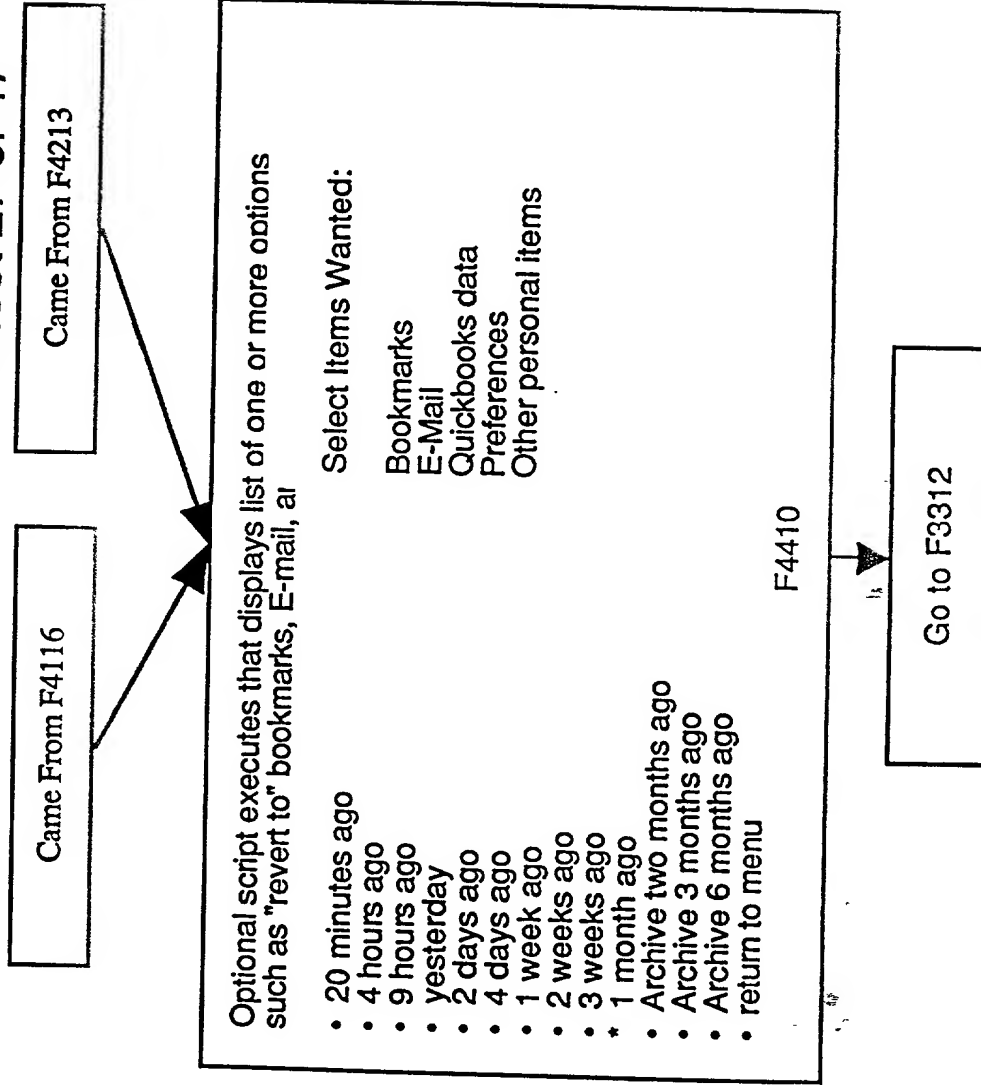 Came From F4116
Came From F4213
Optional script executes that displays list of one or more options
such as "revert to" bookmarks, E-mail, ar
• 20 minutes ago
• 4 hours ago
• 9 hours ago
• yesterday
• 2 days ago
• 4 days ago
• 1 week ago
• 2 weeks ago
• 3 weeks ago
* 1 month ago
• Archive two months ago
• Archive 3 months ago
• Archive 6 months ago
• return to menu
Select Items Wanted:
Bookmarks
E-Mail
Quickbooks data
Preferences
Other personal items
F4410
Go to F3312